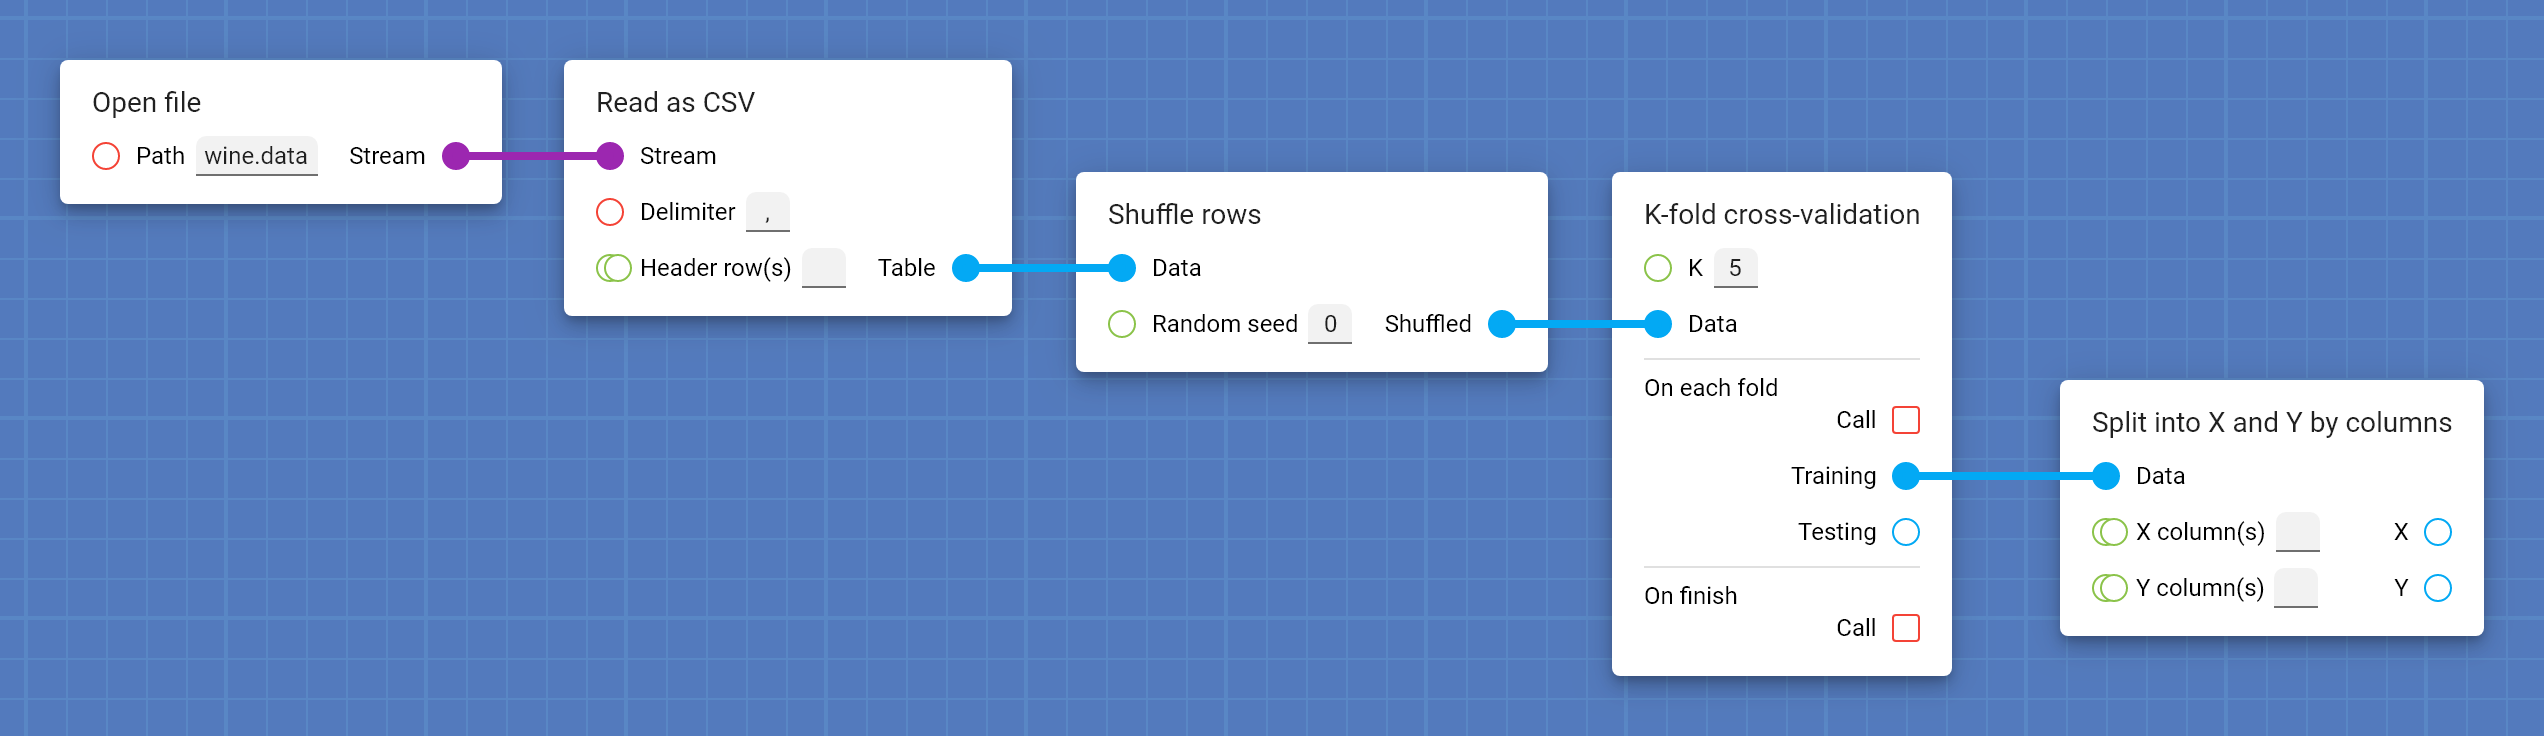 Open file
Path wine.data Stream
Read as CSV
Stream
Delimiter ,
Header row(s) Table
Shuffle rows
Data
Random seed 0 Shuffled
K-fold cross-validation
K 5
Data
On each fold
Call
Training
Testing
On finish
Call
Split into X and Y by columns
Data
X column(s) X
Y column(s) Y